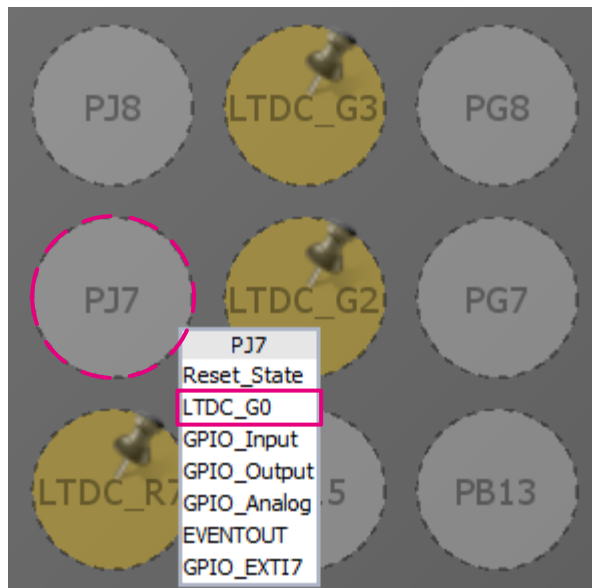 PJ8 LTDC_G3 PG8
PJ7 LTDC_G2 PG7
PJ7
Reset_State
LTDC_G0
GPIO_Input
GPIO_Output
GPIO_Analog
EVENTOUT
GPIO_EXTI7
LTDC_R7 5 PB13